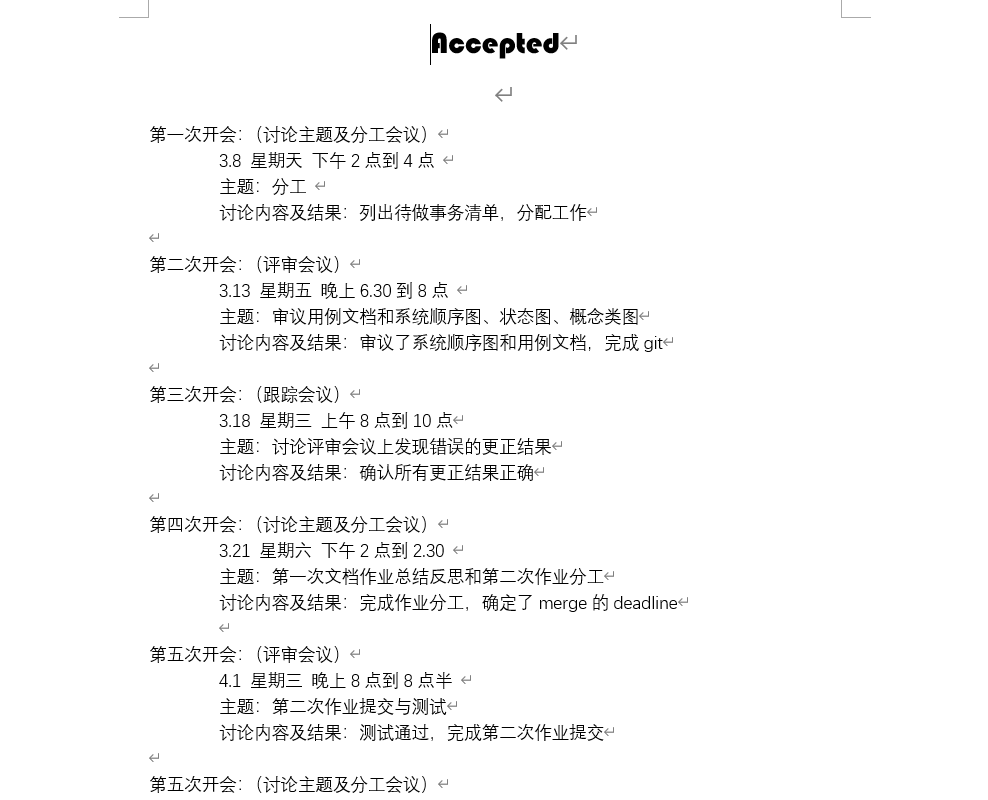 Accepted
第一次开会：（讨论主题及分工会议）
3.8 星期天 下午 2 点到 4 点
主题：分工
讨论内容及结果：列出待做事务清单，分配工作
第二次开会：（评审会议）
3.13 星期五 晚上 6.30 到 8 点
主题：审议用例文档和系统顺序图、状态图、概念类图
讨论内容及结果：审议了系统顺序图和用例文档，完成 git
第三次开会：（跟踪会议）
3.18 星期三 上午 8 点到 10 点
主题：讨论评审会议上发现错误的更正结果
讨论内容及结果：确认所有更正结果正确
第四次开会：（讨论主题及分工会议）
3.21 星期六 下午 2 点到 2.30
主题：第一次文档作业总结反思和第二次作业分工
讨论内容及结果：完成作业分工，确定了 merge 的 deadline
第五次开会：（评审会议）
4.1 星期三 晚上 8 点到 8 点半
主题：第二次作业提交与测试
讨论内容及结果：测试通过，完成第二次作业提交
第五次开会：（讨论主题及分工会议）